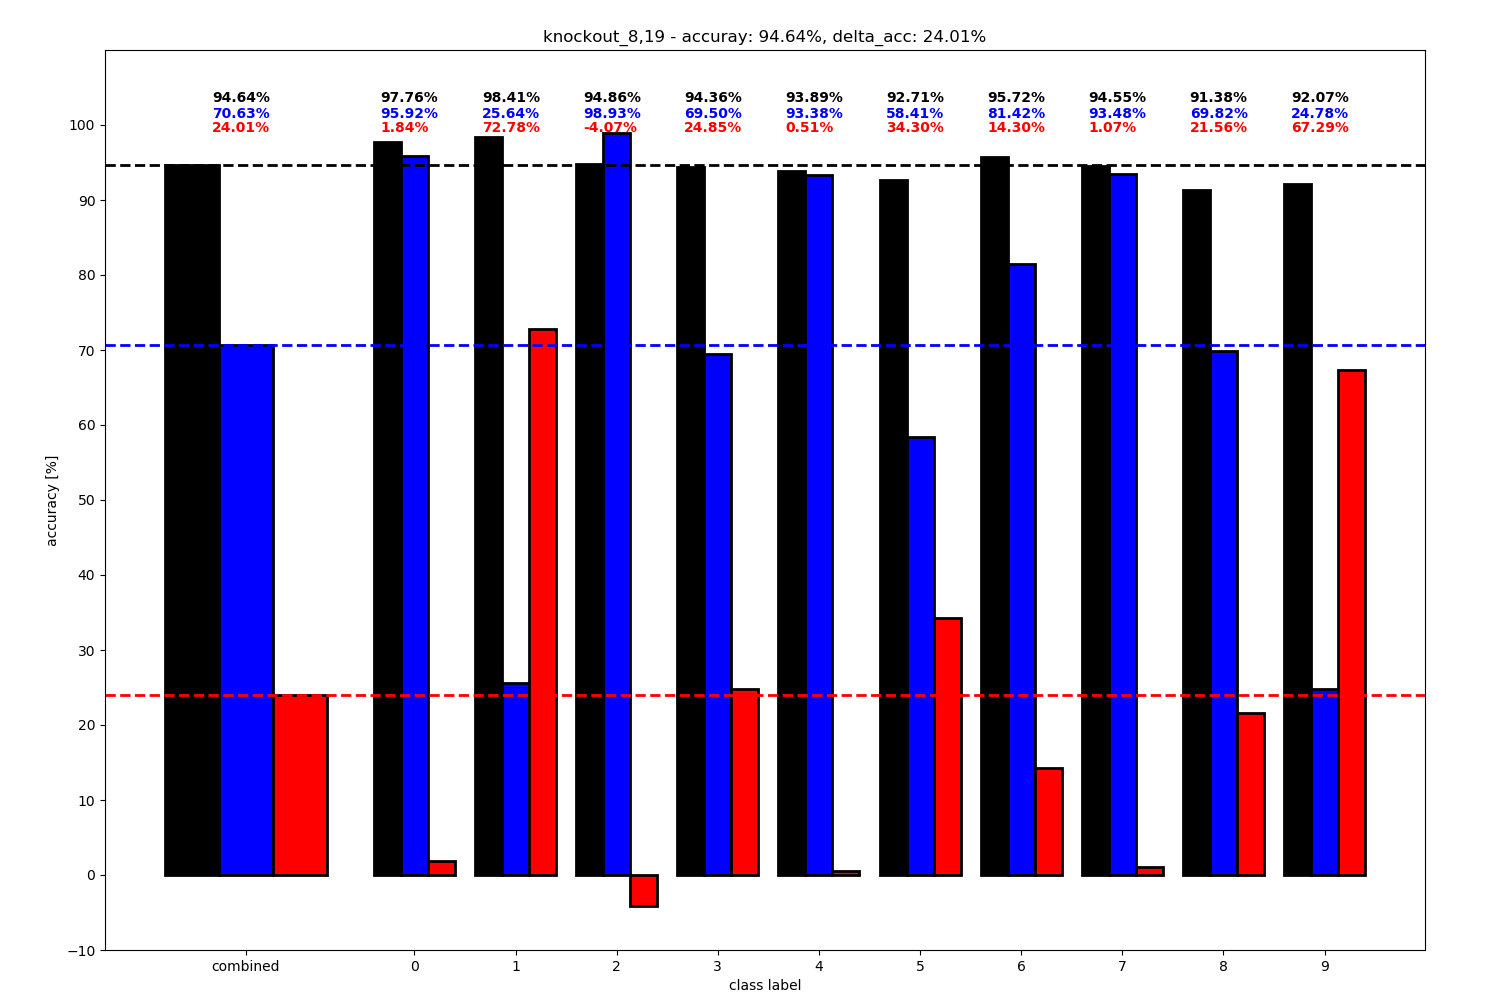 knockout_8,19 - accuray: 94.64%, delta_acc: 24.01%
94.64% 97.76% 98.41% 94.86% 94.36% 93.89% 92.71% 95.72% 94.55% 91.38% 92.07%
70.63% 95.92% 25.64% 98.93% 69.50% 93.38% 58.41% 81.42% 93.48% 69.82% 24.78%
24.01% 1.84% 72.78% -4.07% 24.85% 0.51% 34.30% 14.30% 1.07% 21.56% 67.29%
100
90
80
70
60
50
40
30
20
10
0
−10
accuracy [%]
combined 0 1 2 3 4 5 6 7 8 9
class label